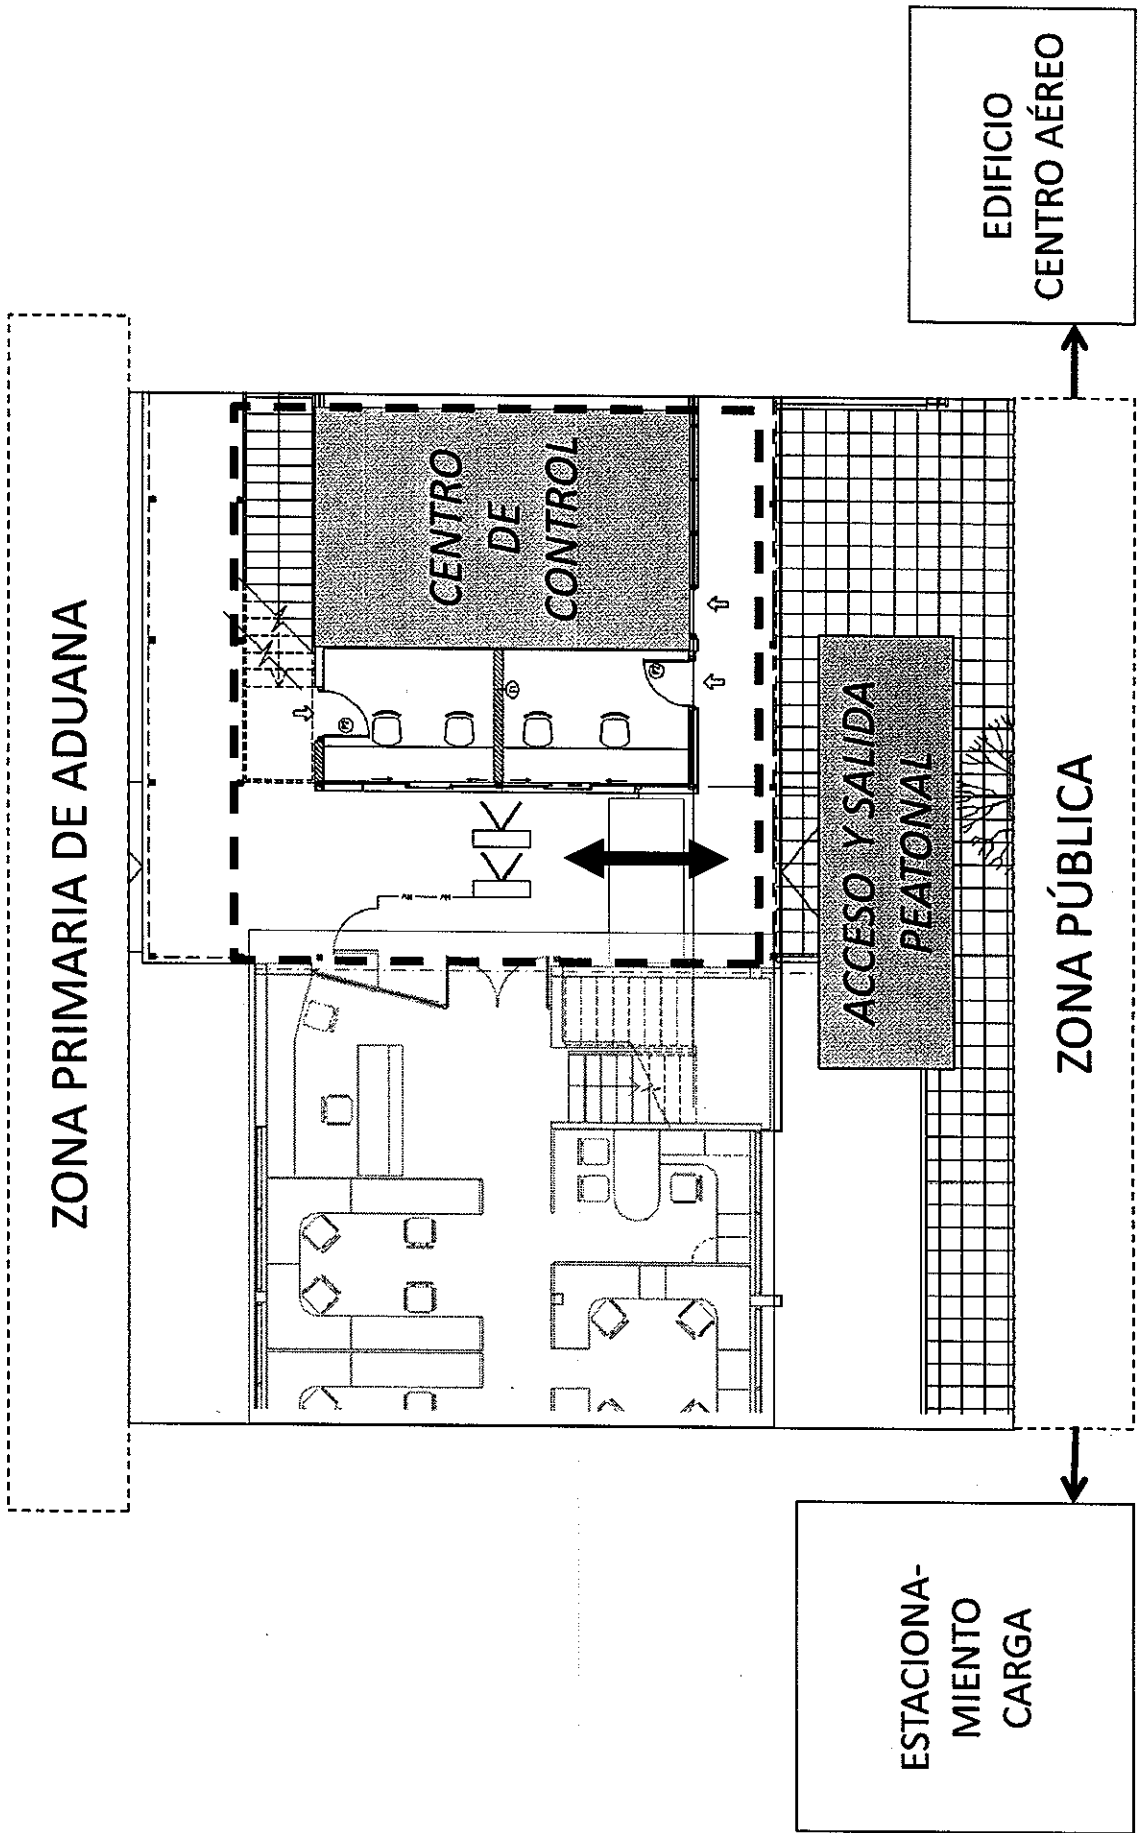 ZONA PRIMARIA DE ADUANA
CENTRO
DE
CONTROL
ACCESO Y SALIDA
PEATONAL
ZONA PÚBLICA
EDIFICIO
CENTRO AÉREO
ESTACIONA-
MIENTO
CARGA